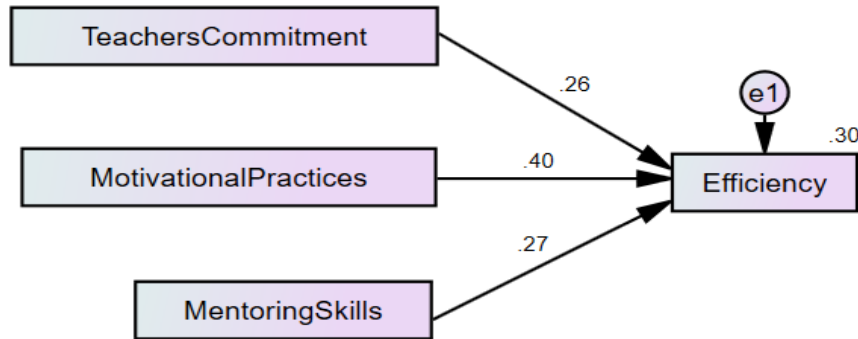 TeachersCommitment
.26
e1
.30
MotivationalPractices
.40
Efficiency
.27
MentoringSkills